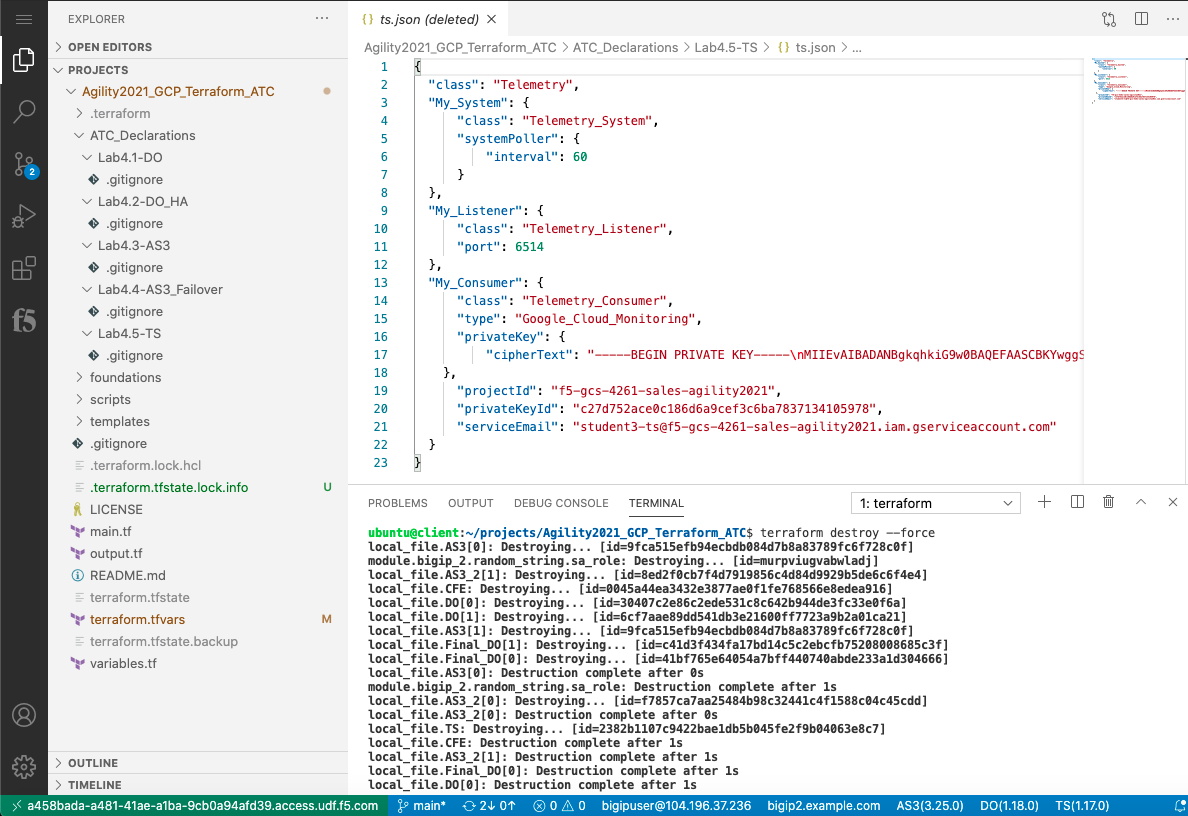 EXPLORER
···
OPEN EDITORS
PROJECTS
Agility2021_GCP_Terraform_ATC
.terraform
ATC_Declarations
Lab4.1-DO
.gitignore
Lab4.2-DO_HA
.gitignore
Lab4.3-AS3
.gitignore
Lab4.4-AS3_Failover
.gitignore
Lab4.5-TS
.gitignore
foundations
scripts
templates
.gitignore
.terraform.lock.hcl
.terraform.tfstate.lock.info U
LICENSE
main.tf
output.tf
README.md
terraform.tfstate
terraform.tfvars M
terraform.tfstate.backup
variables.tf
OUTLINE
TIMELINE
2
f5
{} ts.json (deleted)
Agility2021_GCP_Terraform_ATC > ATC_Declarations > Lab4.5-TS > {} ts.json > ...
1 {
2 "class": "Telemetry",
3 "My_System": {
4 "class": "Telemetry_System",
5 "systemPoller": {
6 "interval": 60
7 }
8 },
9 "My_Listener": {
10 "class": "Telemetry_Listener",
11 "port": 6514
12 },
13 "My_Consumer": {
14 "class": "Telemetry_Consumer",
15 "type": "Google_Cloud_Monitoring",
16 "privateKey": {
17 "cipherText": "-----BEGIN PRIVATE KEY-----\nMIIEvAIBADANBgkqhkiG9w0BAQEFAASCBKYwggS
18 },
19 "projectId": "f5-gcs-4261-sales-agility2021",
20 "privateKeyId": "c27d752ace0c186d6a9cef3c6ba7837134105978",
21 "serviceEmail": "student3-ts@f5-gcs-4261-sales-agility2021.iam.gserviceaccount.com"
22 }
23 }
PROBLEMS OUTPUT DEBUG CONSOLE TERMINAL 1: terraform
ubuntu@client:~/projects/Agility2021_GCP_Terraform_ATC$ terraform destroy --force
local_file.AS3[0]: Destroying... [id=9fca515efb94ecbdb084d7b8a83789fc6f728c0f]
module.bigip_2.random_string.sa_role: Destroying... [id=murpviugvabwladj]
local_file.AS3_2[1]: Destroying... [id=8ed2f0cb7f4d7919856c4d84d9929b5de6c6f4e4]
local_file.CFE: Destroying... [id=0045a44ea3432e3877ae0f1fe768566e8edea916]
local_file.DO[0]: Destroying... [id=30407c2e86c2ede531c8c642b944de3fc33e0f6a]
local_file.DO[1]: Destroying... [id=6cf7aae89dd541db3e21600ff7723a9b2a01ca21]
local_file.AS3[1]: Destroying... [id=9fca515efb94ecbdb084d7b8a83789fc6f728c0f]
local_file.Final_DO[1]: Destroying... [id=c41d3f434fa17bd14c5c2ebcfb75208008685c3f]
local_file.Final_DO[0]: Destroying... [id=41bf765e64054a7bff440740abde233a1d304666]
local_file.AS3[0]: Destruction complete after 0s
module.bigip_2.random_string.sa_role: Destruction complete after 1s
local_file.AS3_2[0]: Destroying... [id=f7857ca7aa25484b98c32441c4f1588c04c45cdd]
local_file.AS3_2[0]: Destruction complete after 0s
local_file.TS: Destroying... [id=2382b1107c9422bae1db5b045fe2f9b04063e8c7]
local_file.CFE: Destruction complete after 1s
local_file.AS3_2[1]: Destruction complete after 1s
local_file.Final_DO[0]: Destruction complete after 1s
local_file.DO[0]: Destruction complete after 1s
a458bada-a481-41ae-a1ba-9cb0a94afd39.access.udf.f5.com main* 2↓ 0↑ 0 0 bigipuser@104.196.37.236 bigip2.example.com AS3(3.25.0) DO(1.18.0) TS(1.17.0)